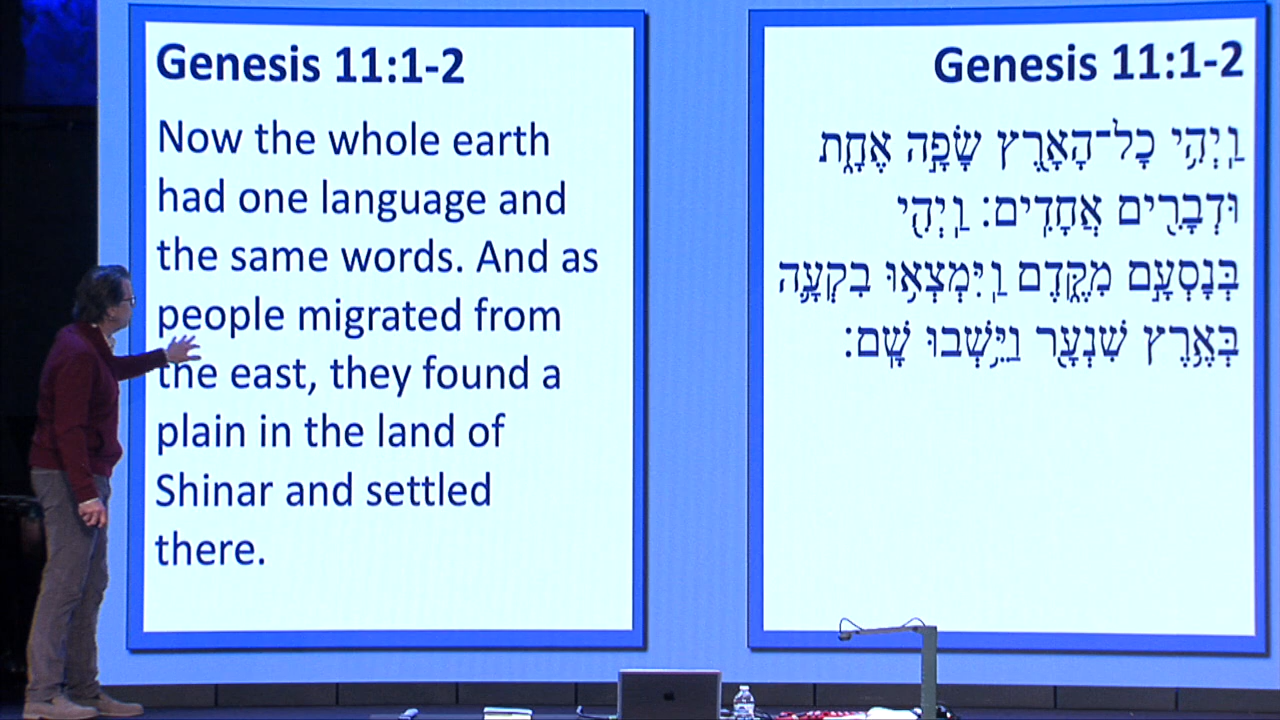 Genesis 11:1-2
Now the whole earth
had one language and
the same words. And as
people migrated from
the east, they found a
plain in the land of
Shinar and settled
there.
Genesis 11:1-2
וַֽיְהִ֥י כָל־הָאָ֖רֶץ שָׂפָ֣ה אֶחָ֑ת
וּדְבָרִ֖ים אֲחָדִֽים׃ וַֽיְהִ֖י
בְּנָסְעָ֣ם מִקֶּ֑דֶם וַֽיִּמְצְא֥וּ בִקְעָ֛ה
בְּאֶ֥רֶץ שִׁנְעָ֖ר וַיֵּ֥שְׁבוּ שָֽׁם׃